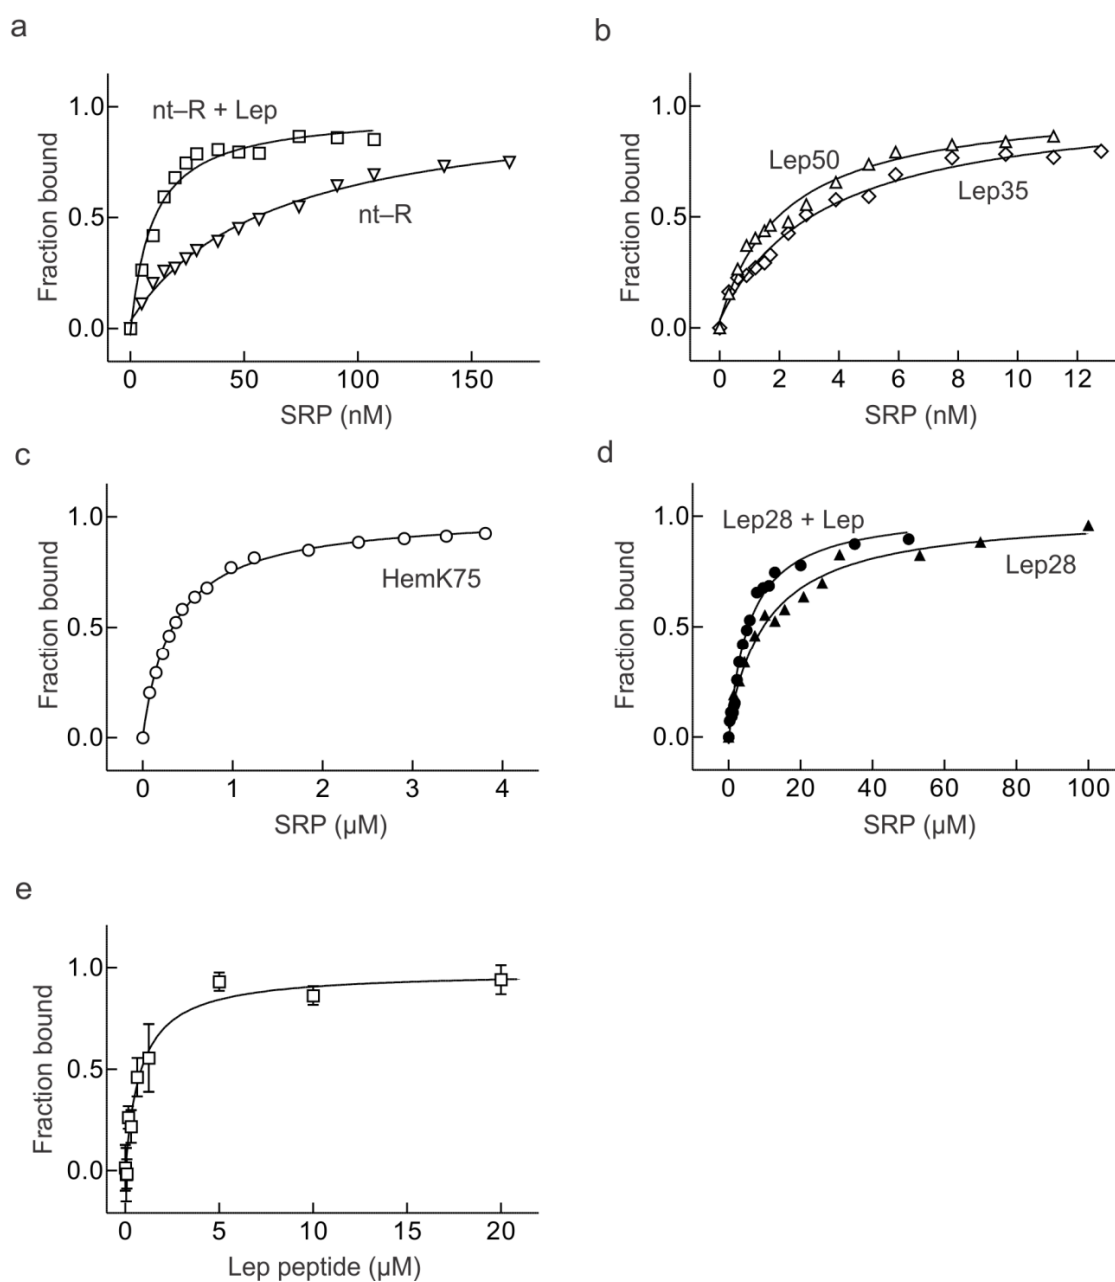 a
nt–R + Lep
nt–R
Fraction bound
1.0
0.5
0.0
0 50 100 150
SRP (nM)
b
Lep50
Lep35
Fraction bound
1.0
0.5
0.0
0 2 4 6 8 10 12
SRP (nM)
c
HemK75
Fraction bound
1.0
0.5
0.0
0 1 2 3 4
SRP (µM)
d
Lep28 + Lep
Lep28
Fraction bound
1.0
0.5
0.0
0 20 40 60 80 100
SRP (µM)
e
Fraction bound
1.0
0.5
0.0
0 5 10 15 20
Lep peptide (µM)